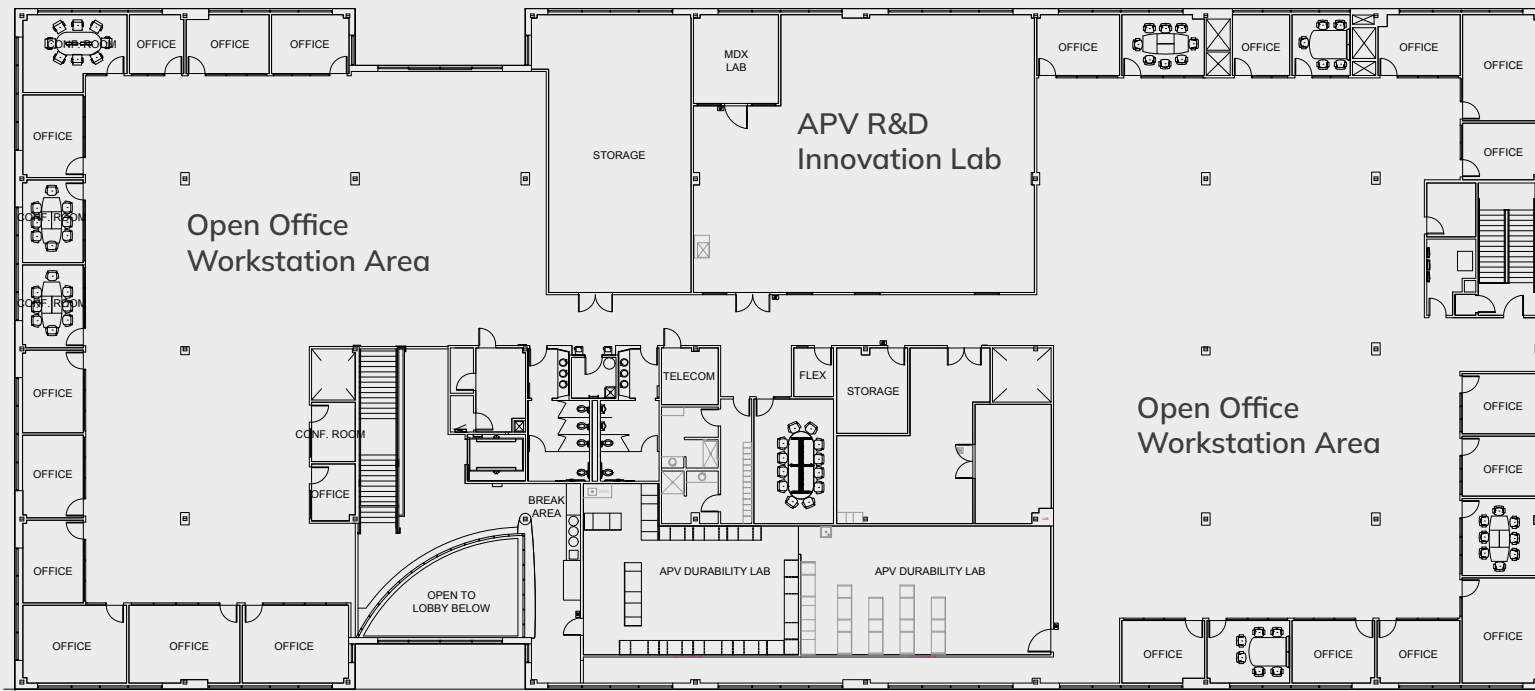 CONF. ROOM
OFFICE
OFFICE
OFFICE
MDX
LAB
OFFICE
OFFICE
OFFICE
OFFICE
OFFICE
APV R&D
Innovation Lab
STORAGE
OFFICE
CONF. ROOM
Open Office
Workstation Area
CONF. ROOM
OFFICE
TELECOM
FLEX
STORAGE
OFFICE
Open Office
Workstation Area
CONF. ROOM
OFFICE
OFFICE
OFFICE
BREAK
AREA
OFFICE
APV DURABILITY LAB
APV DURABILITY LAB
OPEN TO
LOBBY BELOW
OFFICE
OFFICE
OFFICE
OFFICE
OFFICE
OFFICE
OFFICE